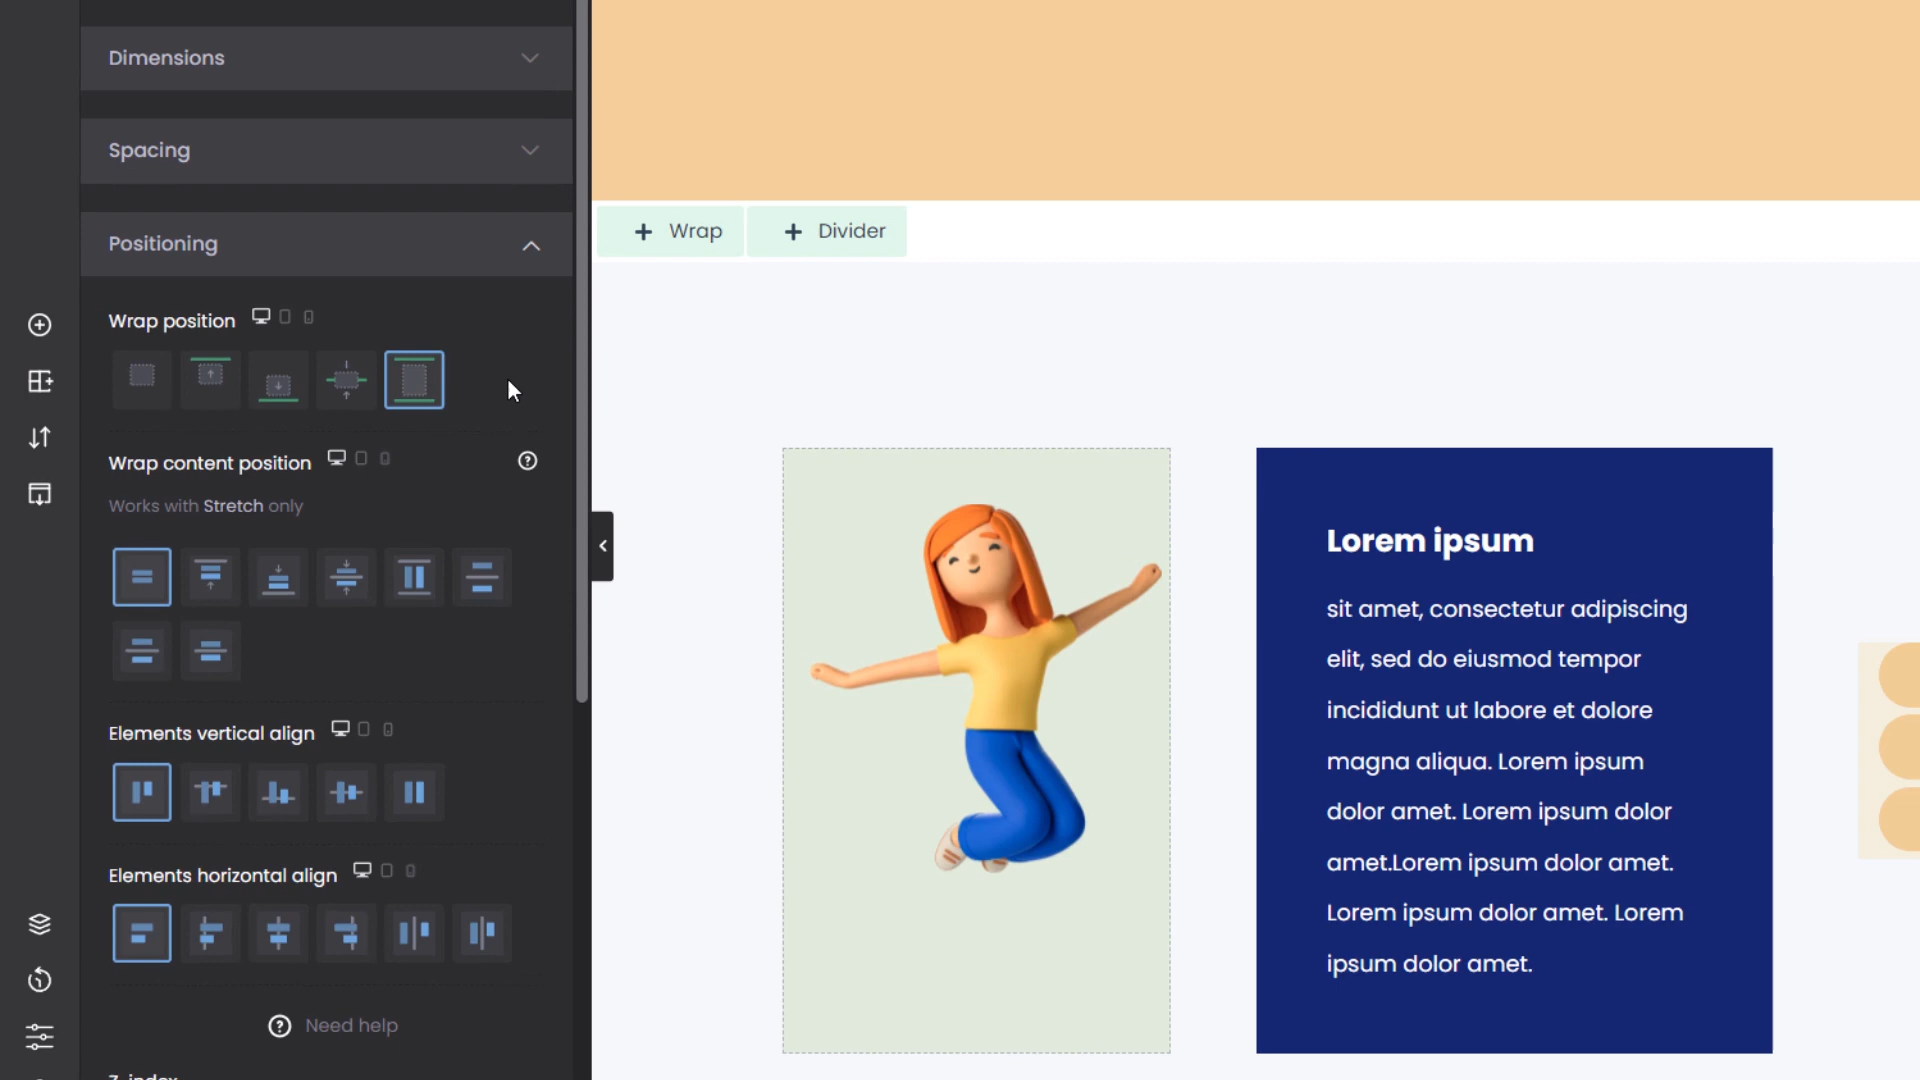 Dimensions
Spacing
Positioning
Wrap position
Wrap content position
Works with Stretch only
Elements vertical align
Elements horizontal align
Need help
Z-index
+ Wrap
+ Divider
Lorem ipsum
sit amet, consectetur adipiscing
elit, sed do eiusmod tempor
incididunt ut labore et dolore
magna aliqua. Lorem ipsum
dolor amet. Lorem ipsum dolor
amet.Lorem ipsum dolor amet.
Lorem ipsum dolor amet. Lorem
ipsum dolor amet.